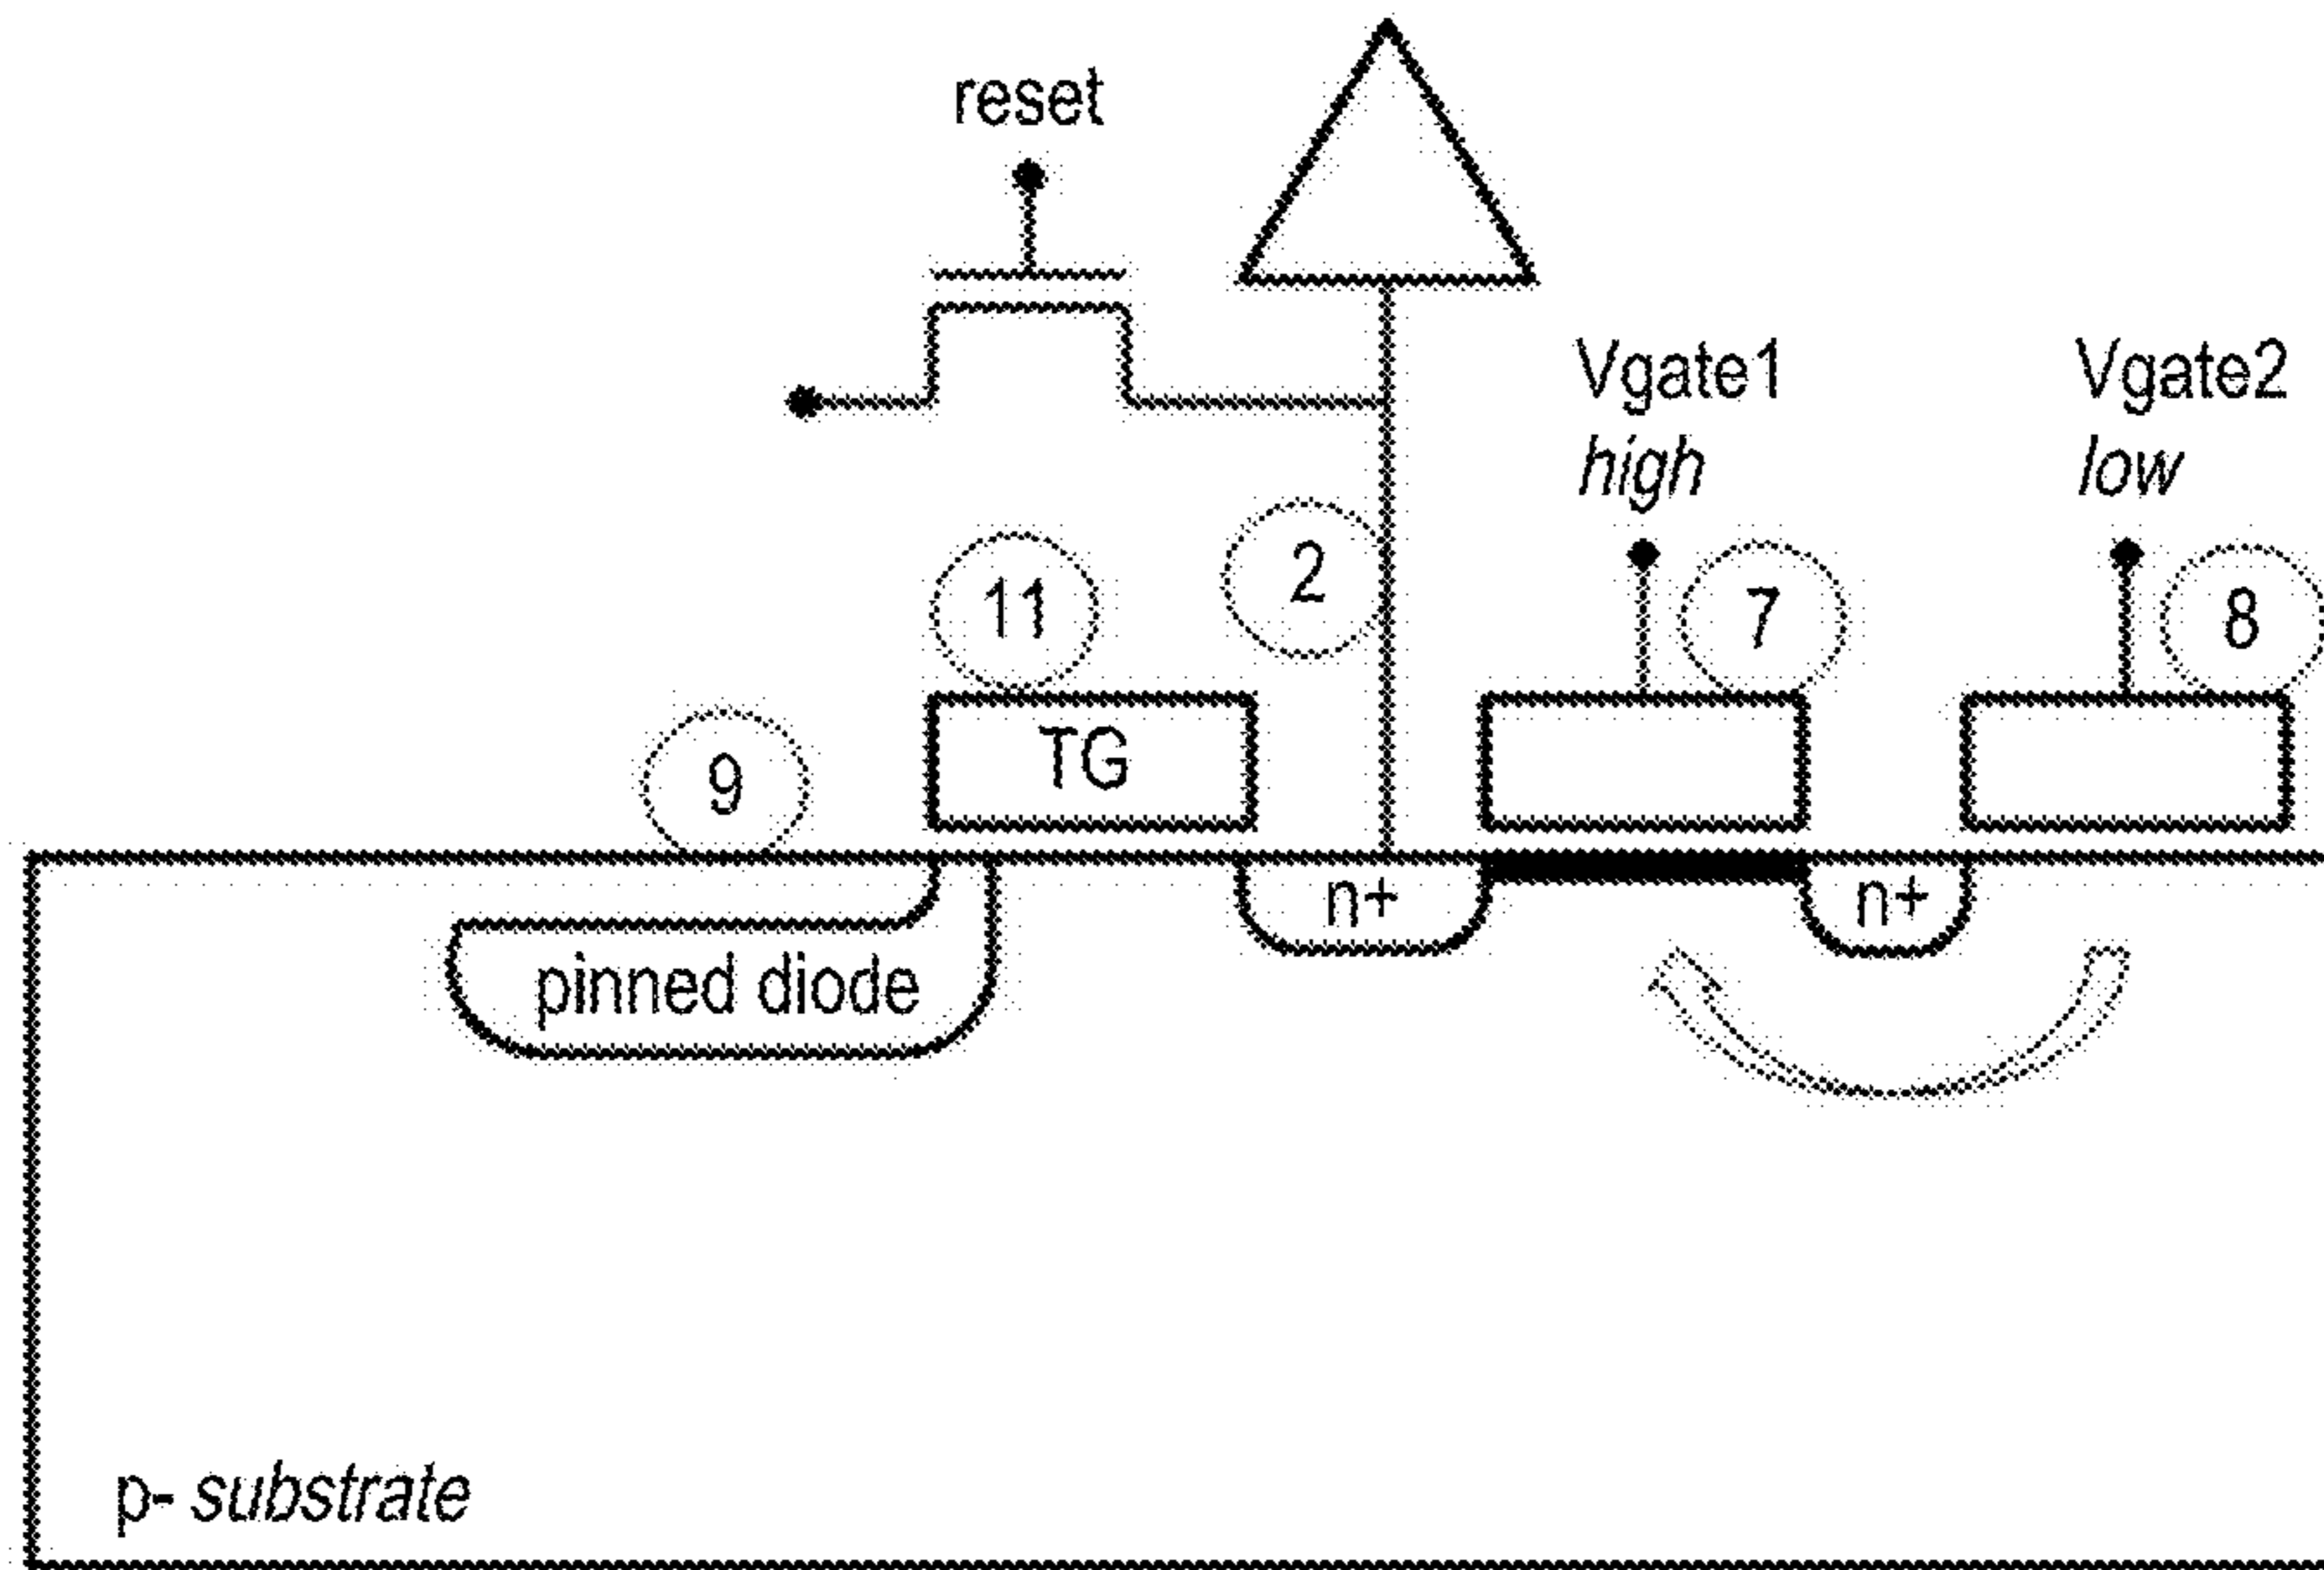 reset
Vgate1
high
Vgate2
low
11
2
7
8
9
TG
n+
n+
pinned diode
p- substrate